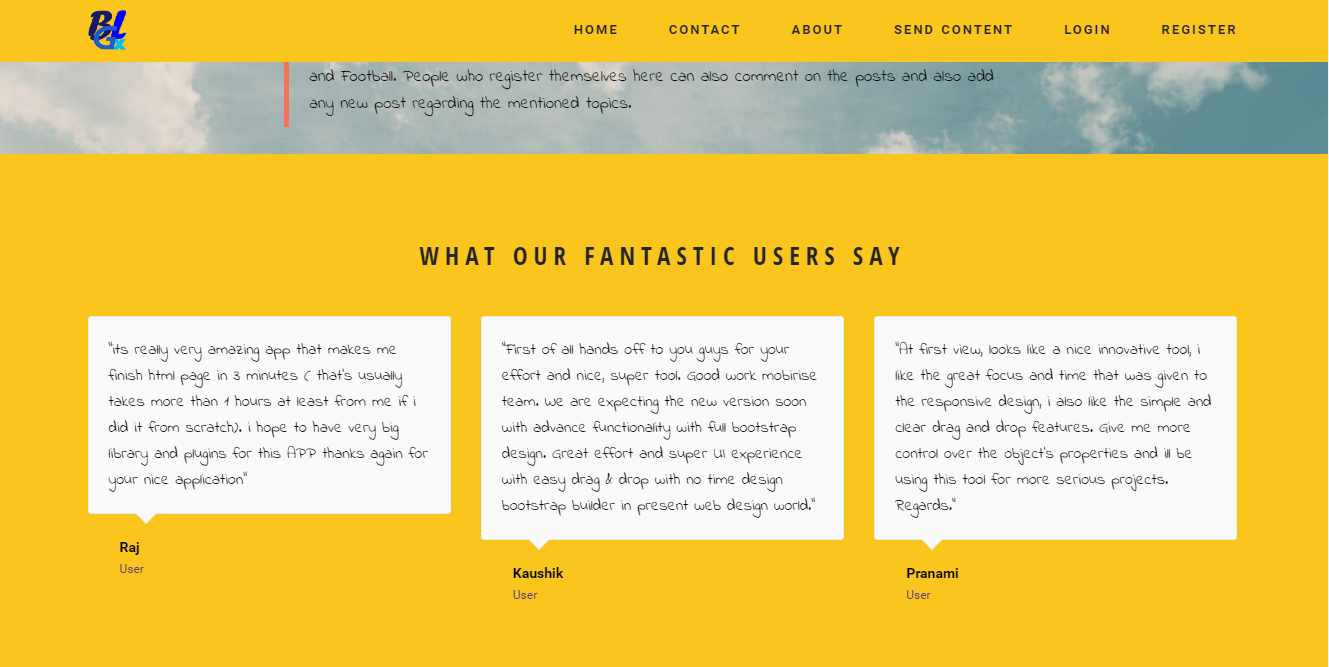 BLGx
HOME CONTACT ABOUT SEND CONTENT LOGIN REGISTER
and Football. People who register themselves here can also comment on the posts and also add
any new post regarding the mentioned topics.
WHAT OUR FANTASTIC USERS SAY
"its really very amazing app that makes me
finish html page in 3 minutes ( that's usually
takes more than 1 hours at least from me if i
did it from scratch). i hope to have very big
library and plugins for this APP thanks again for
your nice application"
Raj
User
"First of all hands off to you guys for your
effort and nice, super tool. Good work mobirise
team. We are expecting the new version soon
with advance functionality with full bootstrap
design. Great effort and super UI experience
with easy drag & drop with no time design
bootstrap builder in present web design world."
Kaushik
User
"At first view, looks like a nice innovative tool, i
like the great focus and time that was given to
the responsive design, i also like the simple and
clear drag and drop features. Give me more
control over the object's properties and ill be
using this tool for more serious projects.
Regards."
Pranami
User